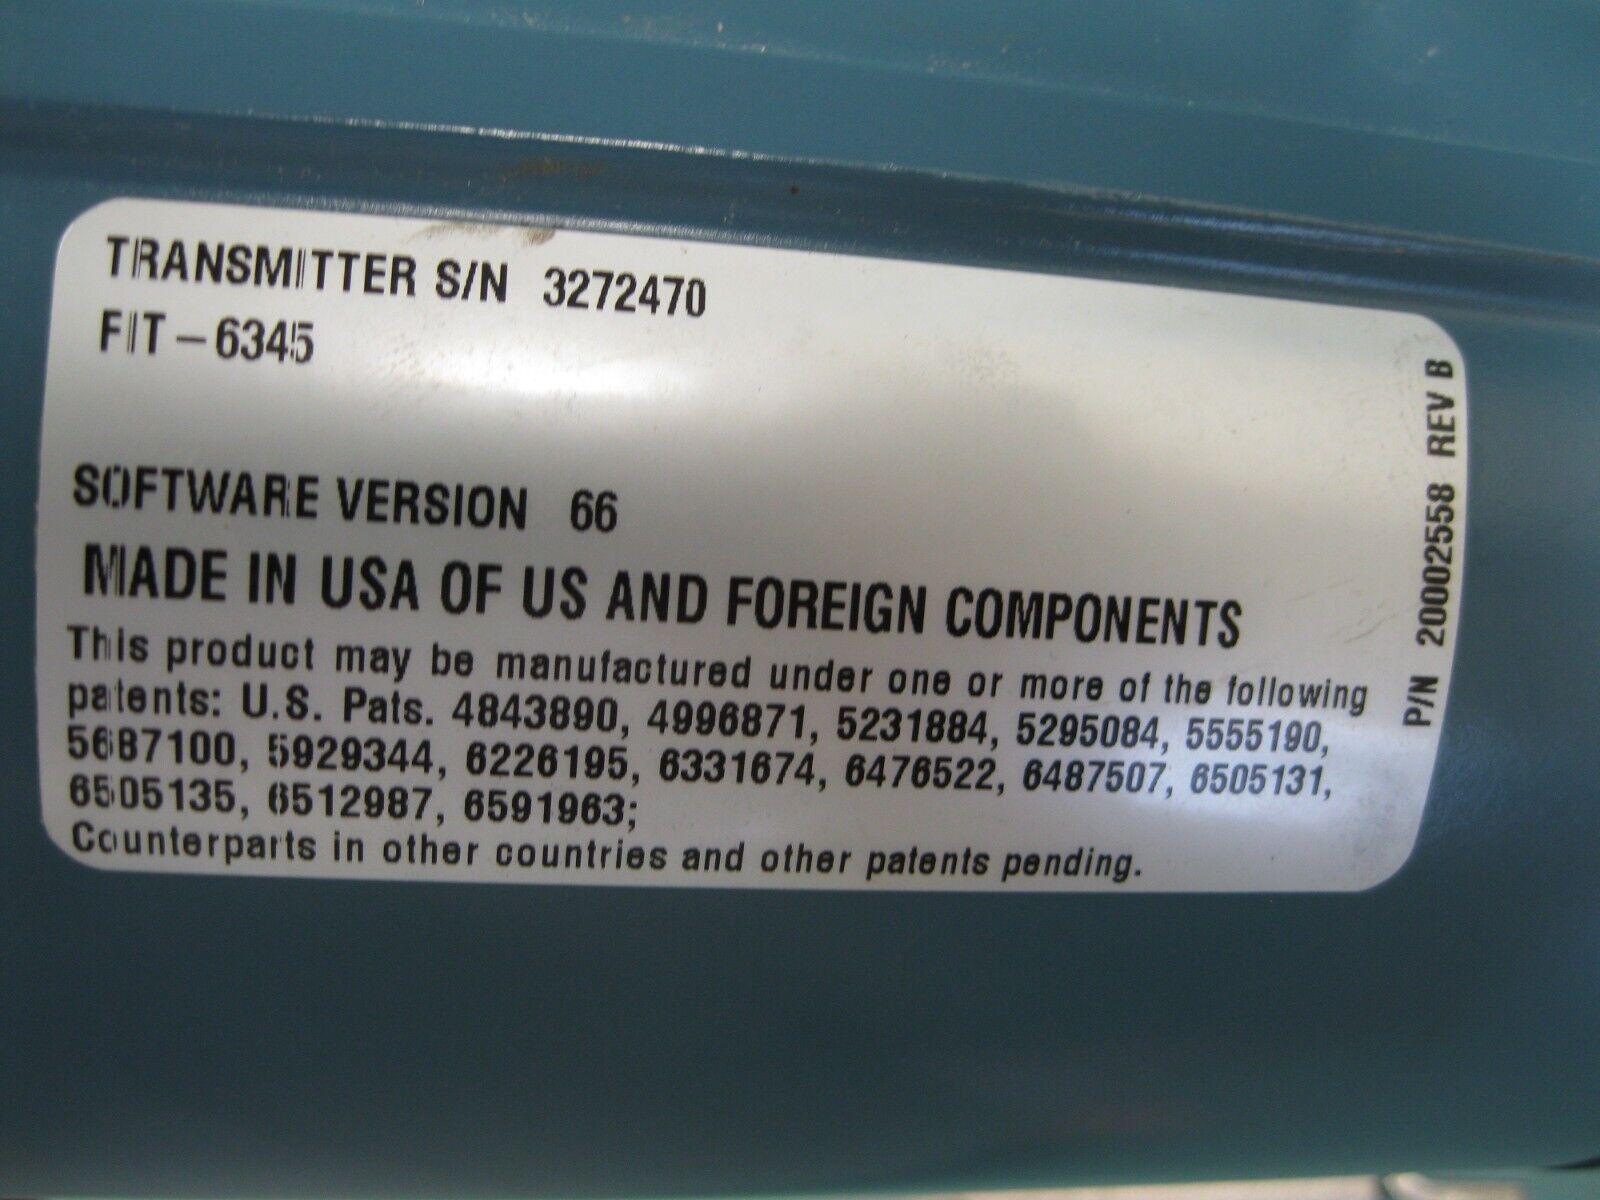 TRANSMITTER S/N 3272470
FIT - 6345
SOFTWARE VERSION 66
MADE IN USA OF US AND FOREIGN COMPONENTS
This product may be manufactured under one or more of the following
patents: U.S. Pats. 4843890, 4996871, 5231884, 5295084, 5555190,
5687100, 5929344, 6226195, 6331674, 6476522, 6487507, 6505131,
6505135, 6512987, 6591963;
Counterparts in other countries and other patents pending.
P/N 20002558 REV B